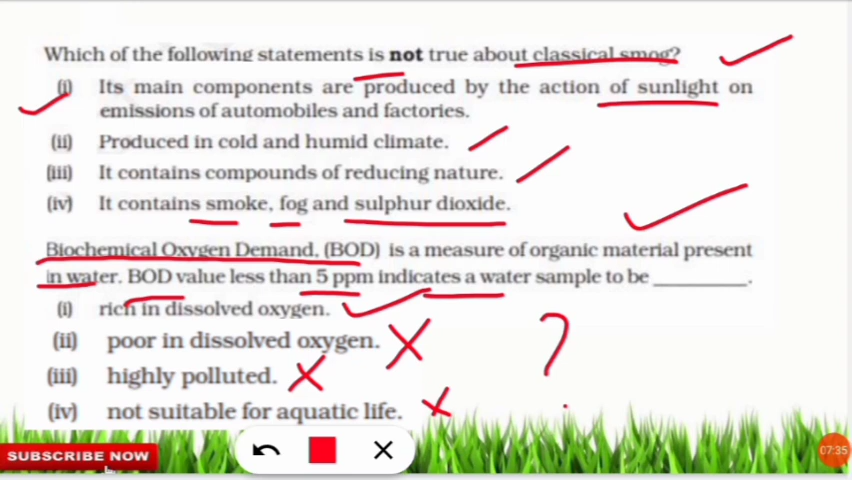 Which of the following statements is not true about classical smog?
(i) Its main components are produced by the action of sunlight on
emissions of automobiles and factories.
(ii) Produced in cold and humid climate.
(iii) It contains compounds of reducing nature.
(iv) It contains smoke, fog and sulphur dioxide.
Biochemical Oxygen Demand, (BOD) is a measure of organic material present
in water. BOD value less than 5 ppm indicates a water sample to be __________.
(i) rich in dissolved oxygen.
(ii) poor in dissolved oxygen.
(iii) highly polluted.
(iv) not suitable for aquatic life.
?
SUBSCRIBE NOW
07:35